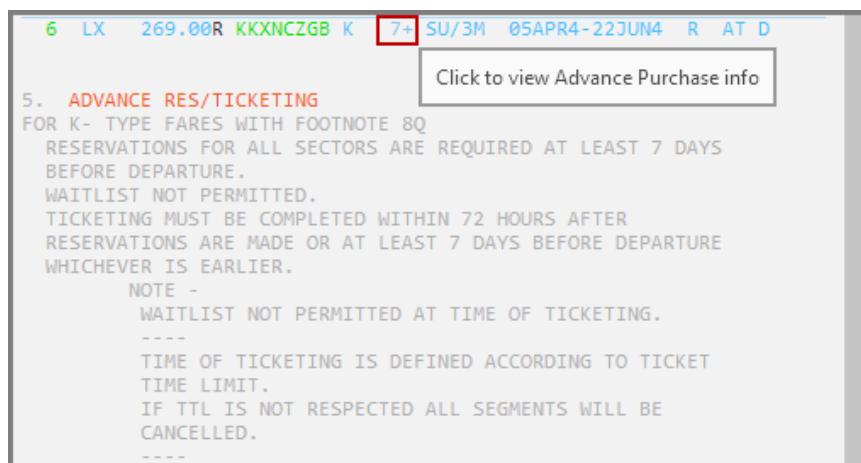 6 LX 269.00R KKXNCZGB K 7+ SU/3M 05APR4-22JUN4 R AT D
Click to view Advance Purchase info
5. ADVANCE RES/TICKETING
FOR K- TYPE FARES WITH FOOTNOTE 8Q
RESERVATIONS FOR ALL SECTORS ARE REQUIRED AT LEAST 7 DAYS
BEFORE DEPARTURE.
WAITLIST NOT PERMITTED.
TICKETING MUST BE COMPLETED WITHIN 72 HOURS AFTER
RESERVATIONS ARE MADE OR AT LEAST 7 DAYS BEFORE DEPARTURE
WHICHEVER IS EARLIER.
NOTE -
WAITLIST NOT PERMITTED AT TIME OF TICKETING.
----
TIME OF TICKETING IS DEFINED ACCORDING TO TICKET
TIME LIMIT.
IF TTL IS NOT RESPECTED ALL SEGMENTS WILL BE
CANCELLED.
----